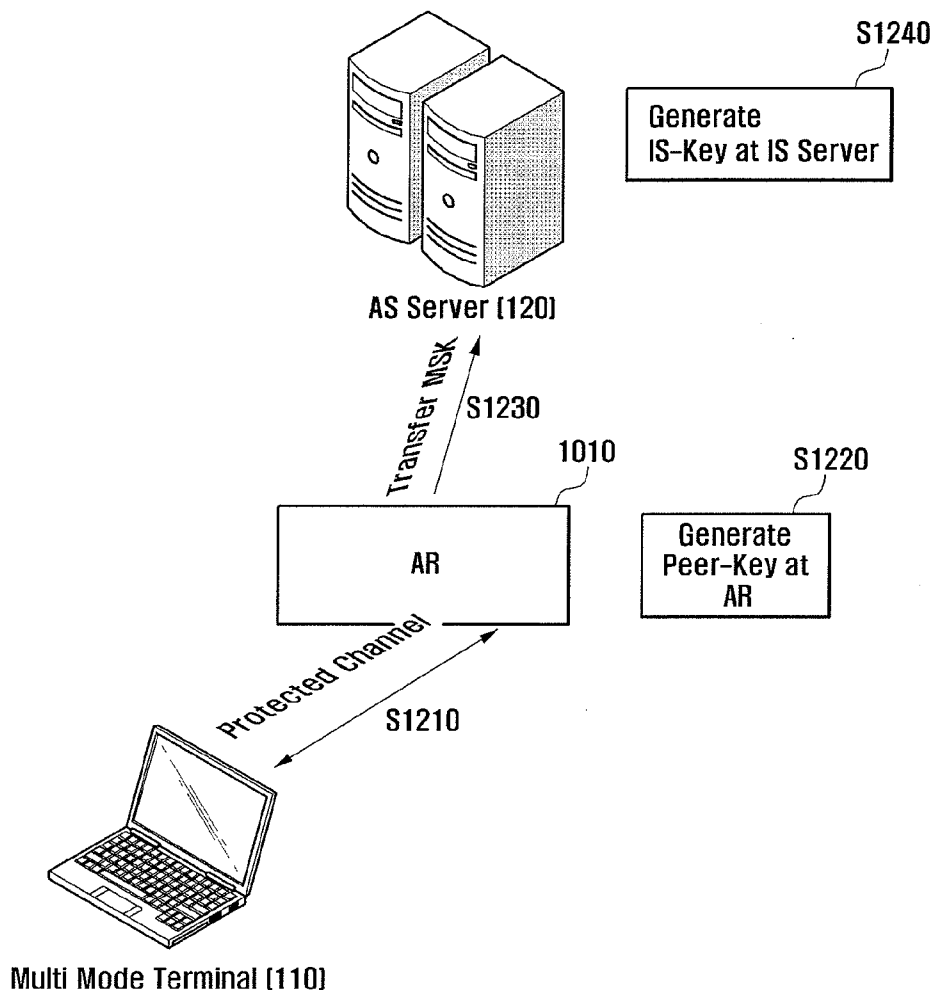 S1240
Generate
IS-Key at IS Server
AS Server [120]
Transfer MSK
S1230
1010
S1220
AR
Generate
Peer-Key at
AR
Protected Channel
S1210
Multi Mode Terminal [110]